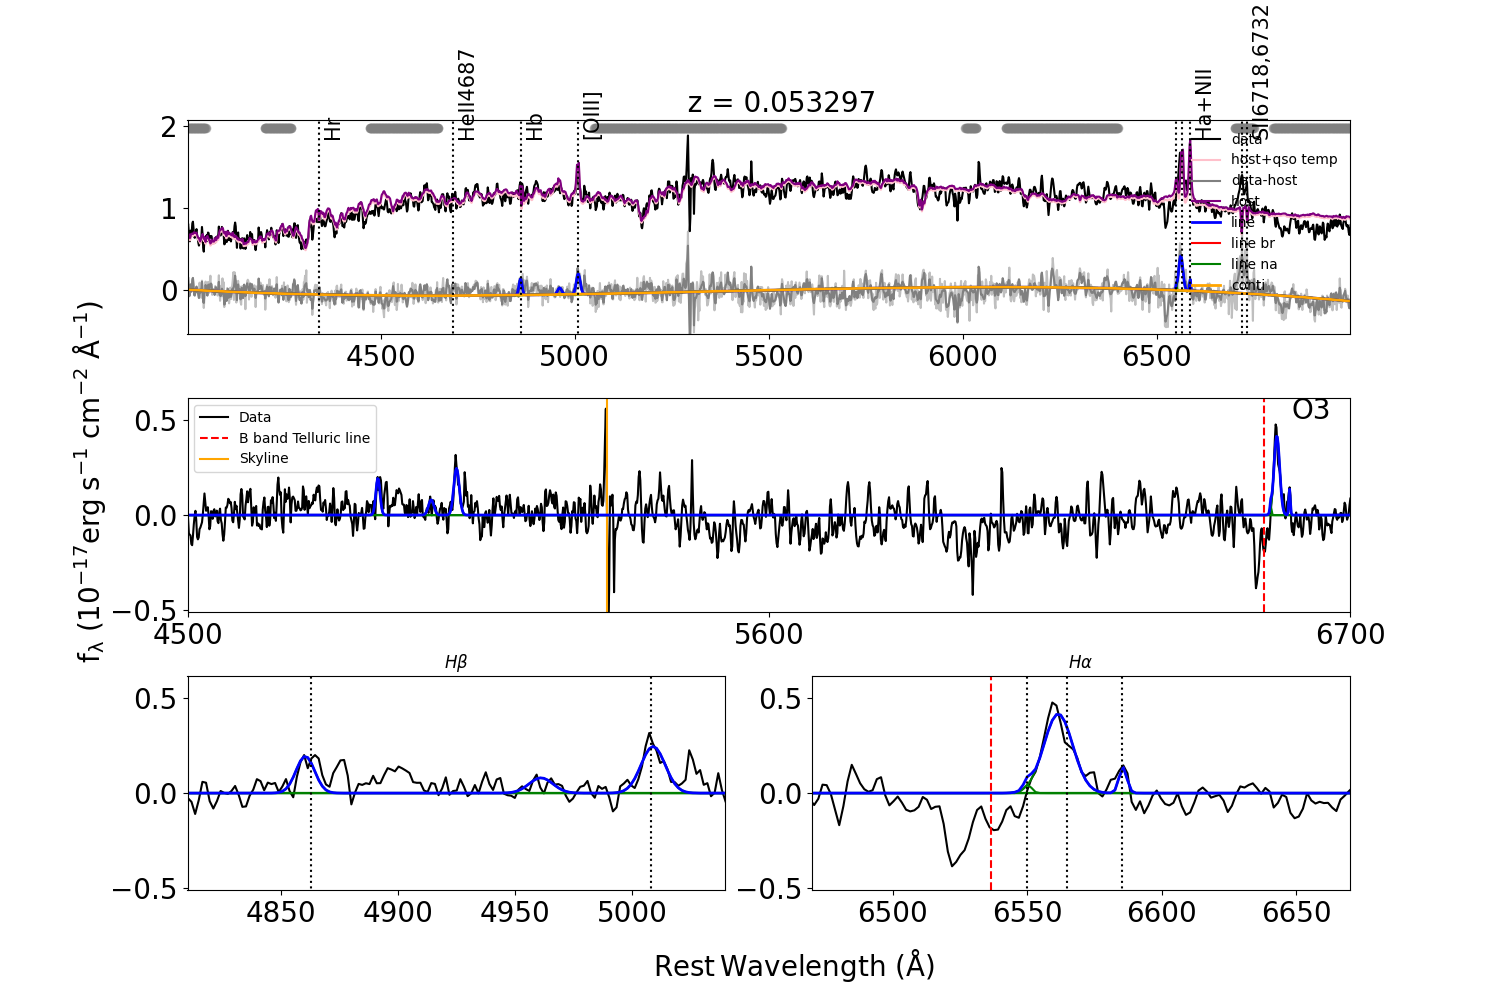 z = 0.053297
Hr
HeII4687
Hb
[OIII]
Ha+NII
SII6718,6732
2
1
0
data
host+qso temp
data-host
host
line
line br
line na
conti
4500
5000
5500
6000
6500
fλ (10⁻¹⁷erg s⁻¹ cm⁻² Å⁻¹)
0.5
0.0
−0.5
Data
B band Telluric line
Skyline
O3
4500
5600
6700
Hβ
0.5
0.0
−0.5
4850
4900
4950
5000
Hα
0.5
0.0
−0.5
6500
6550
6600
6650
Rest Wavelength (Å)